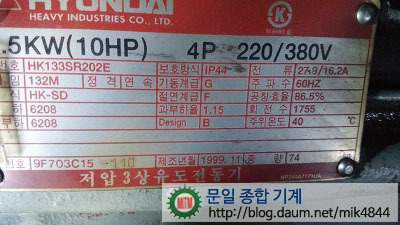 HYUNDAI
HEAVY INDUSTRIES CO., LTD.
.5KW(10HP) 4P 220/380V
HK133SR202E 보호방식 IP44 전 류 27.9/16.2A
132M 정 격 연속 기동계급 G 주 파 수 60HZ
HK-SD 절연계급 F 공칭효율 86.5%
6208 과부하율 1.15 회 전 수 1755
6208 Design B 주위온도 40 ℃
번호 9F703C15 -110 제조년월 1999. 11 중 량 74
저압3상유도전동기
MTM
문일 종합 기계
http://blog.daum.net/mik4844